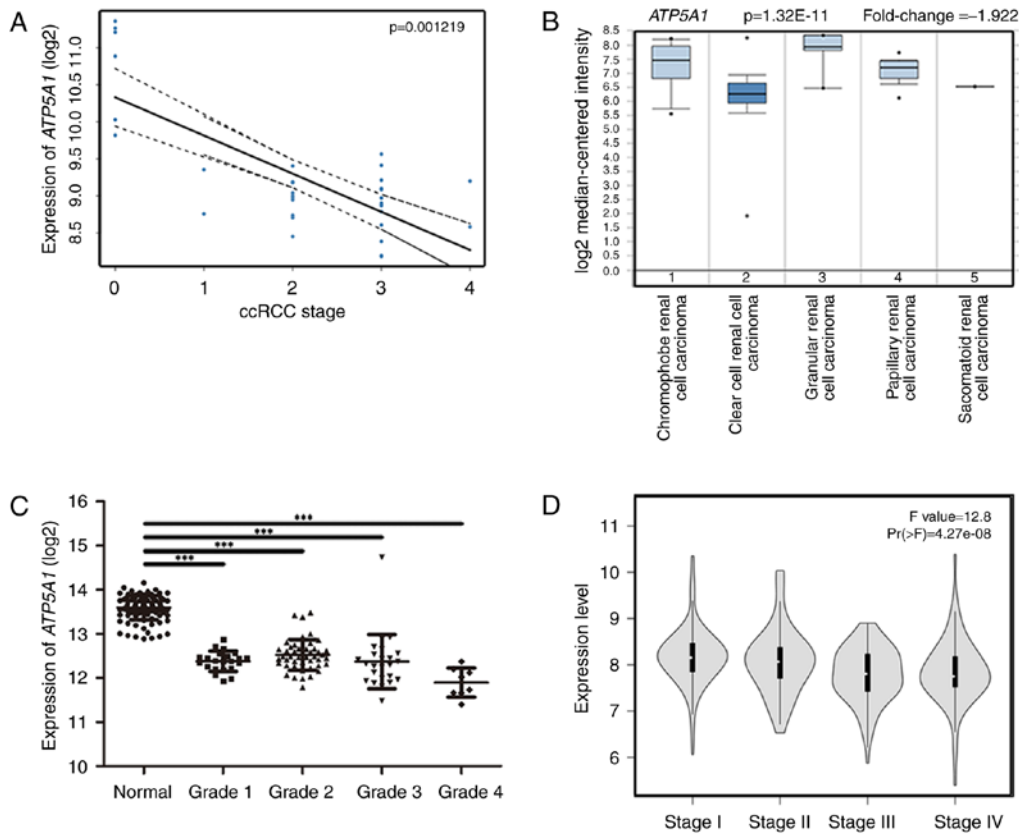 A
p=0.001219
Expression of ATP5A1 (log2)
11.0
10.5
10.0
9.5
9.0
8.5
0 1 2 3 4
ccRCC stage
B
ATP5A1 p=1.32E-11 Fold-change =–1.922
log2 median-centered intensity
8.5
8.0
7.5
7.0
6.5
6.0
5.5
5.0
4.5
4.0
3.5
3.0
2.5
2.0
1.5
1.0
0.5
0.0
1 2 3 4 5
Chromophobe renal
cell carcinoma
Clear cell renal cell
carcinoma
Granular renal
cell carcinoma
Papillary renal
cell carcinoma
Sacomatoid renal
cell carcinoma
C
Expression of ATP5A1 (log2)
16
15
14
13
12
11
10
Normal Grade 1 Grade 2 Grade 3 Grade 4
D
F value=12.8
Pr(>F)=4.27e-08
Expression level
11
10
9
8
7
6
Stage I Stage II Stage III Stage IV